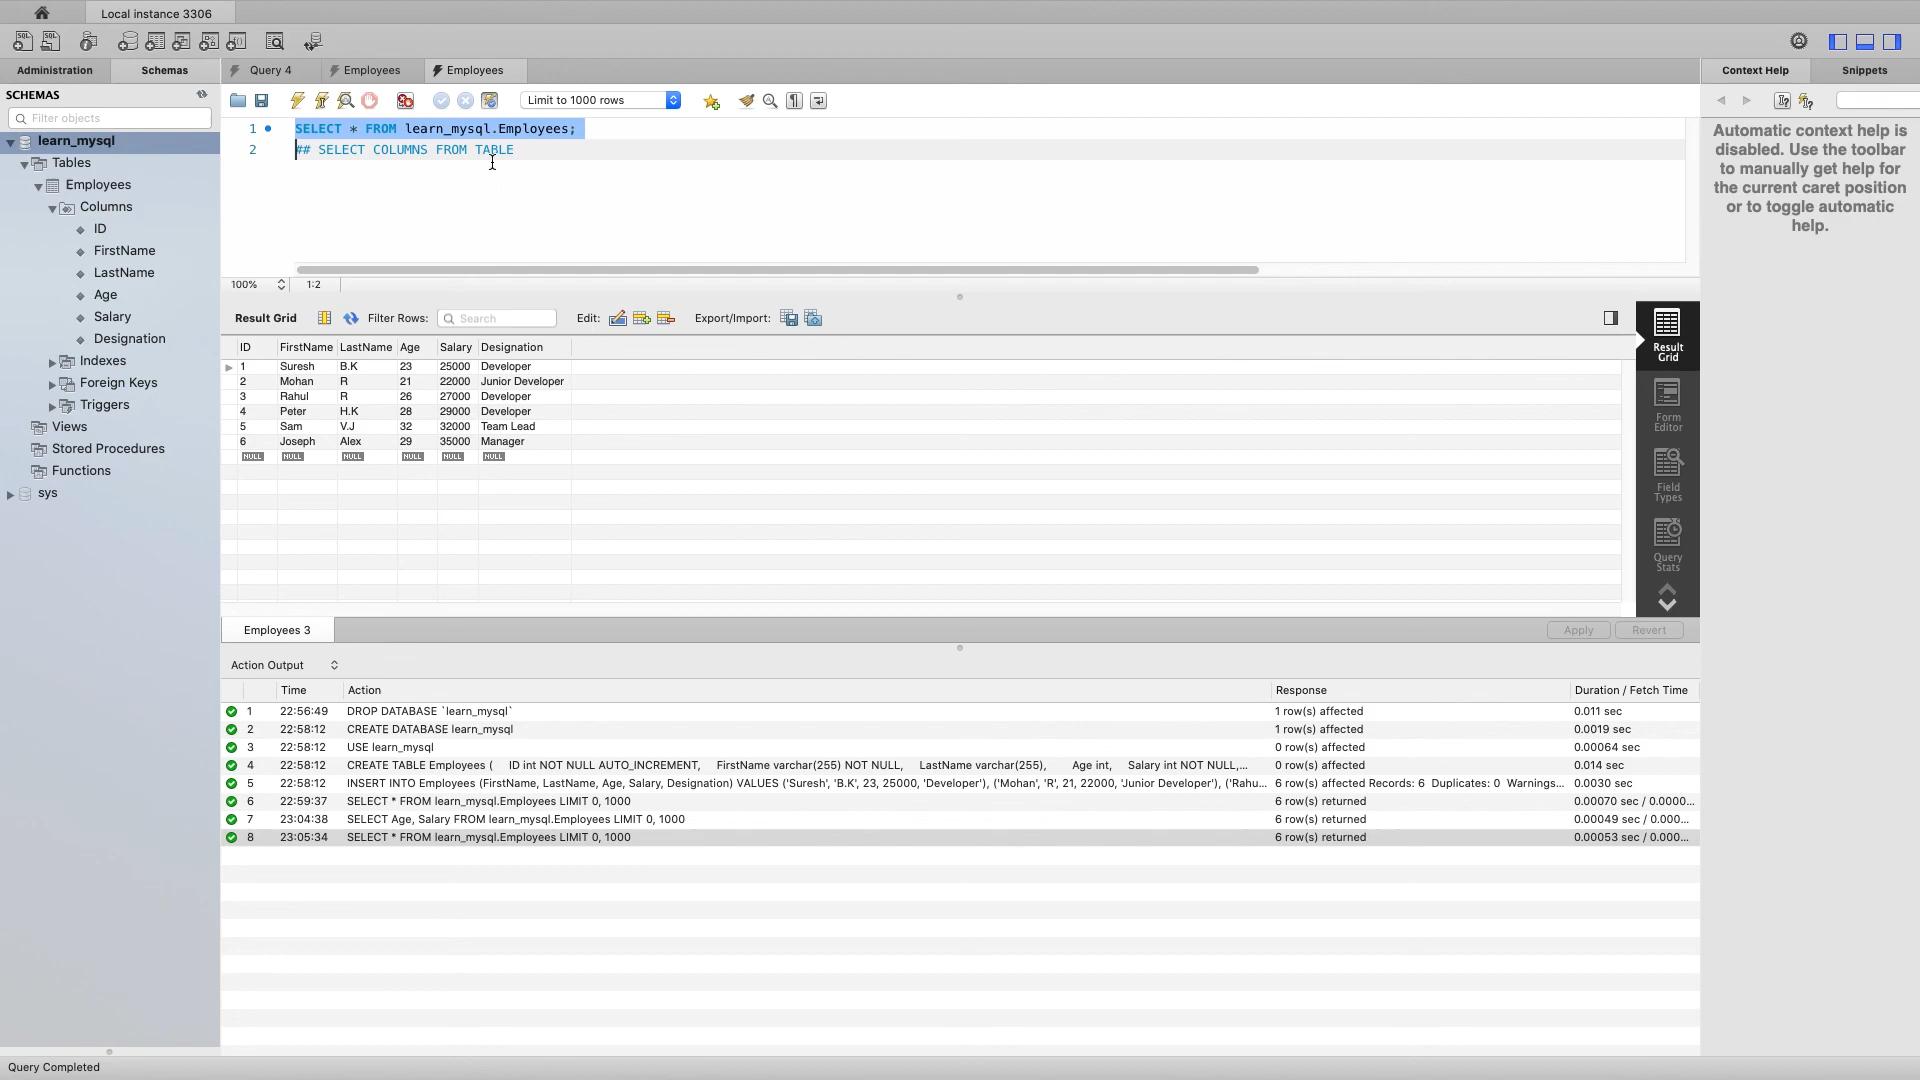 Local instance 3306
Administration Schemas
Query 4 Employees Employees
Context Help Snippets
SCHEMAS
Filter objects
learn_mysql
Tables
Employees
Columns
ID
FirstName
LastName
Age
Salary
Designation
Indexes
Foreign Keys
Triggers
Views
Stored Procedures
Functions
sys
Limit to 1000 rows
1 SELECT * FROM learn_mysql.Employees;
2 ## SELECT COLUMNS FROM TABLE
100% 1:2
Result Grid Filter Rows: Search Edit: Export/Import:
ID FirstName LastName Age Salary Designation
1 Suresh B.K 23 25000 Developer
2 Mohan R 21 22000 Junior Developer
3 Rahul R 26 27000 Developer
4 Peter H.K 28 29000 Developer
5 Sam V.J 32 32000 Team Lead
6 Joseph Alex 29 35000 Manager
NULL NULL NULL NULL NULL NULL
Result
Grid
Form
Editor
Field
Types
Query
Stats
Employees 3 Apply Revert
Action Output
Time Action Response Duration / Fetch Time
1 22:56:49 DROP DATABASE `learn_mysql` 1 row(s) affected 0.011 sec
2 22:58:12 CREATE DATABASE learn_mysql 1 row(s) affected 0.0019 sec
3 22:58:12 USE learn_mysql 0 row(s) affected 0.00064 sec
4 22:58:12 CREATE TABLE Employees ( ID int NOT NULL AUTO_INCREMENT, FirstName varchar(255) NOT NULL, LastName varchar(255), Age int, Salary int NOT NULL,... 0 row(s) affected 0.014 sec
5 22:58:12 INSERT INTO Employees (FirstName, LastName, Age, Salary, Designation) VALUES ('Suresh', 'B.K', 23, 25000, 'Developer'), ('Mohan', 'R', 21, 22000, 'Junior Developer'), ('Rahu... 6 row(s) affected Records: 6 Duplicates: 0 Warnings... 0.0030 sec
6 22:59:37 SELECT * FROM learn_mysql.Employees LIMIT 0, 1000 6 row(s) returned 0.00070 sec / 0.0000...
7 23:04:38 SELECT Age, Salary FROM learn_mysql.Employees LIMIT 0, 1000 6 row(s) returned 0.00049 sec / 0.000...
8 23:05:34 SELECT * FROM learn_mysql.Employees LIMIT 0, 1000 6 row(s) returned 0.00053 sec / 0.000...
Automatic context help is
disabled. Use the toolbar
to manually get help for
the current caret position
or to toggle automatic
help.
Query Completed